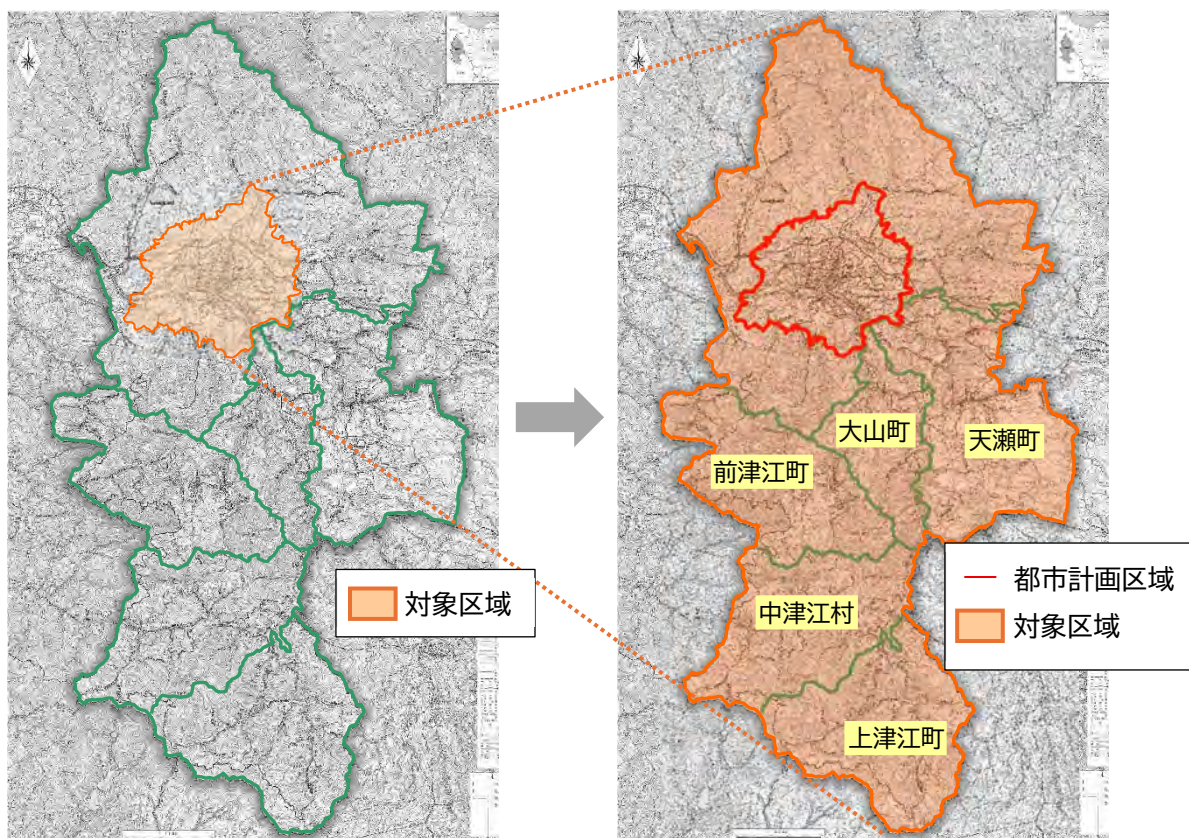 対象区域
大山町
天瀬町
前津江町
中津江村
上津江町
都市計画区域
対象区域